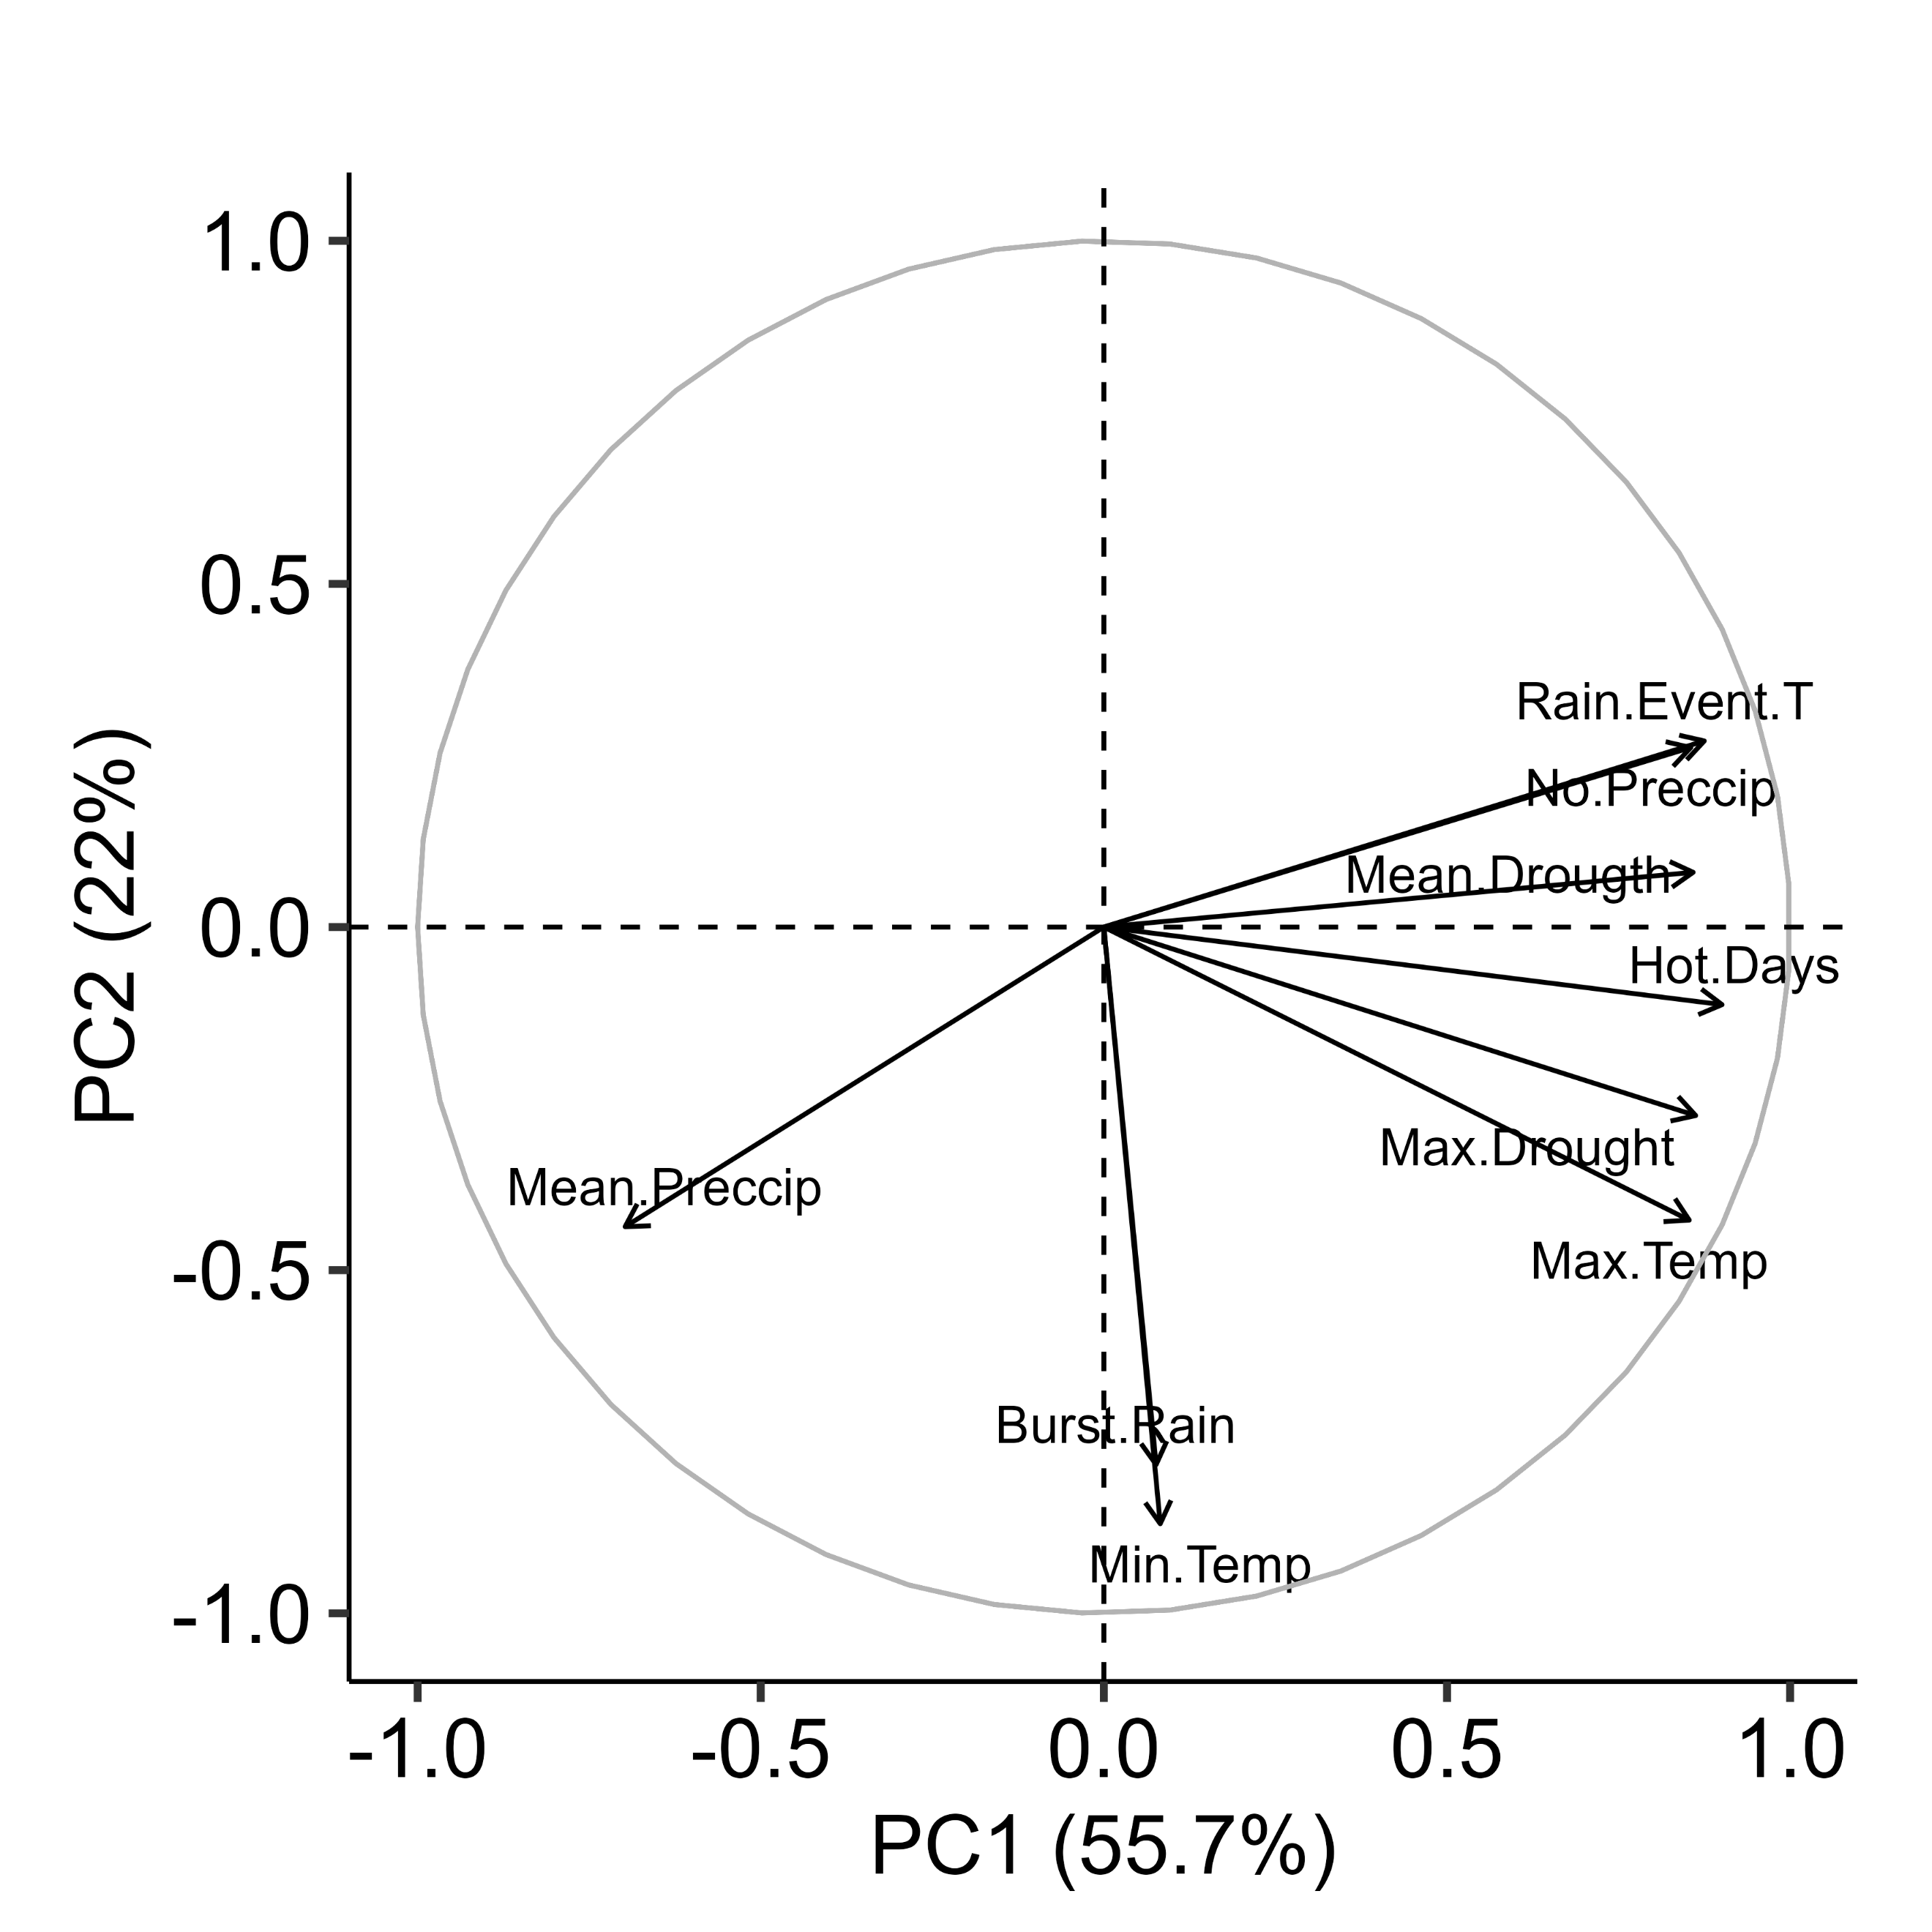 1.0
0.5
0.0
-0.5
-1.0
PC2 (22%)
Rain.Event.T
No.Preccip
Mean.Drougth
Hot.Days
Max.Drought
Mean.Preccip
Max.Temp
Burst.Rain
Min.Temp
-1.0 -0.5 0.0 0.5 1.0
PC1 (55.7%)